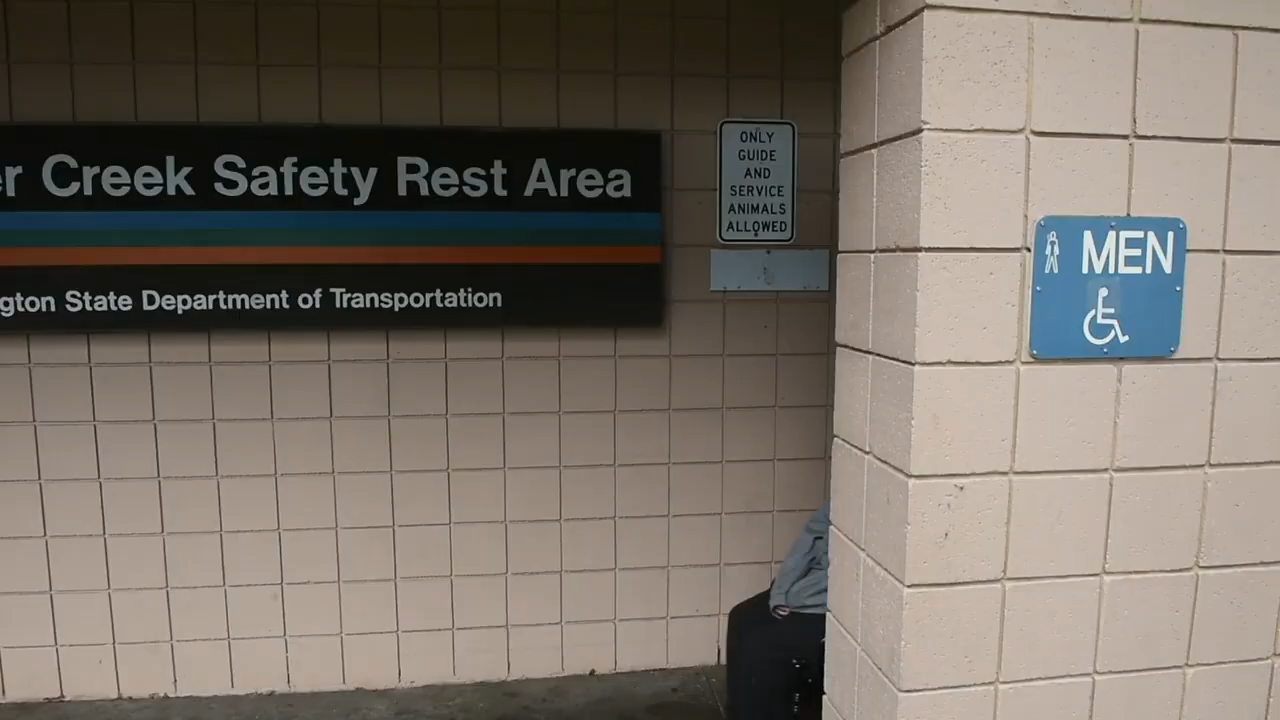 er Creek Safety Rest Area
gton State Department of Transportation
ONLY
GUIDE
AND
SERVICE
ANIMALS
ALLOWED
MEN